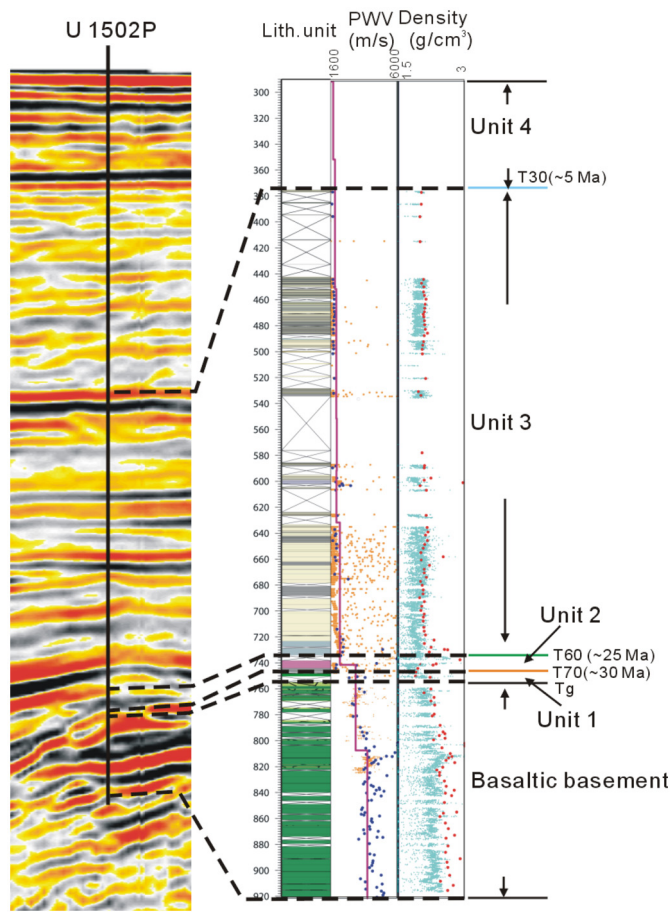 U 1502P
Lith. unit
PWV
(m/s)
Density
(g/cm³)
1600
6000
1.5
3
300
320
340
360
380
400
420
440
460
480
500
520
540
560
580
600
620
640
660
680
700
720
740
760
780
800
820
840
860
880
900
920
Unit 4
T30(~5 Ma)
Unit 3
Unit 2
T60 (~25 Ma)
T70(~30 Ma)
Tg
Unit 1
Basaltic basement